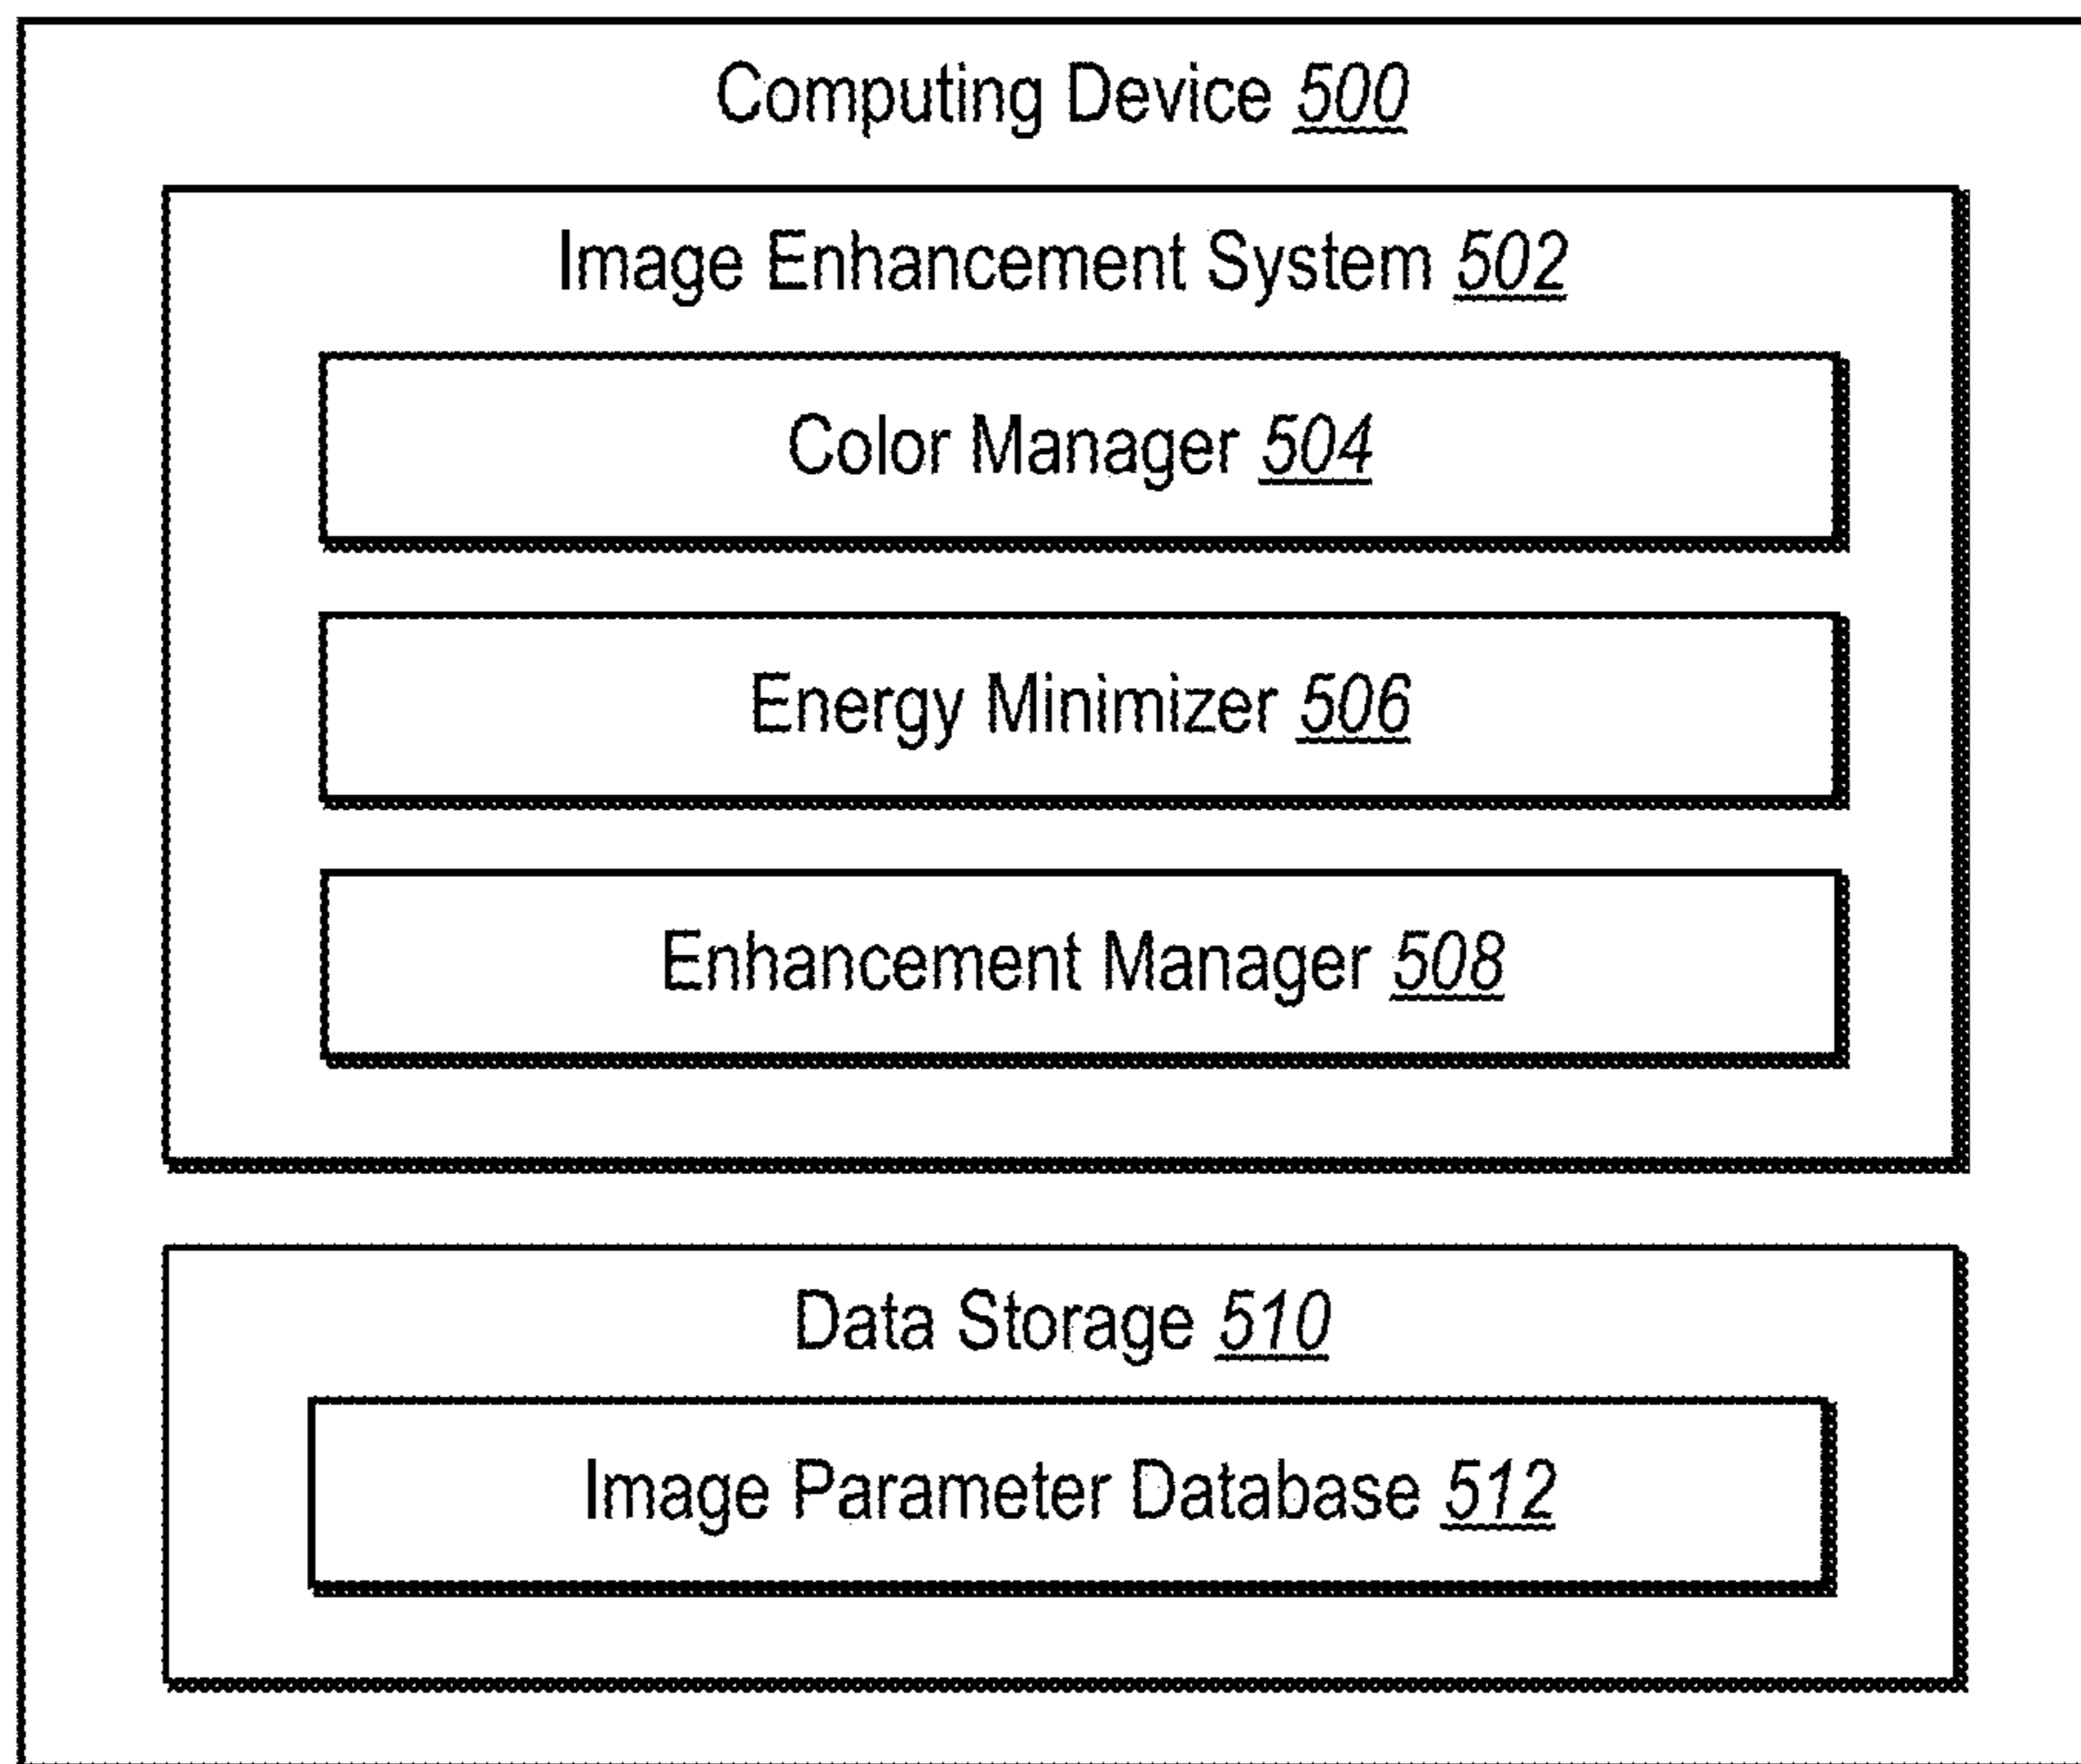 Computing Device 500
Image Enhancement System 502
Color Manager 504
Energy Minimizer 506
Enhancement Manager 508
Data Storage 510
Image Parameter Database 512